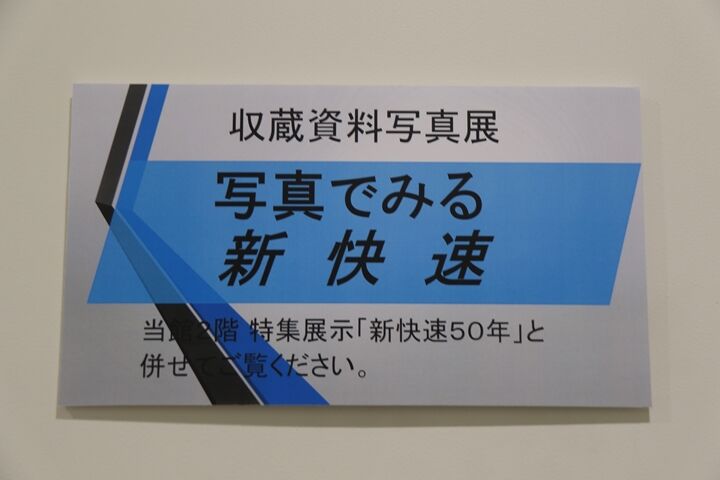 収蔵資料写真展
写真でみる
新快速
当館2階 特集展示「新快速50年」と
併せてご覧ください。